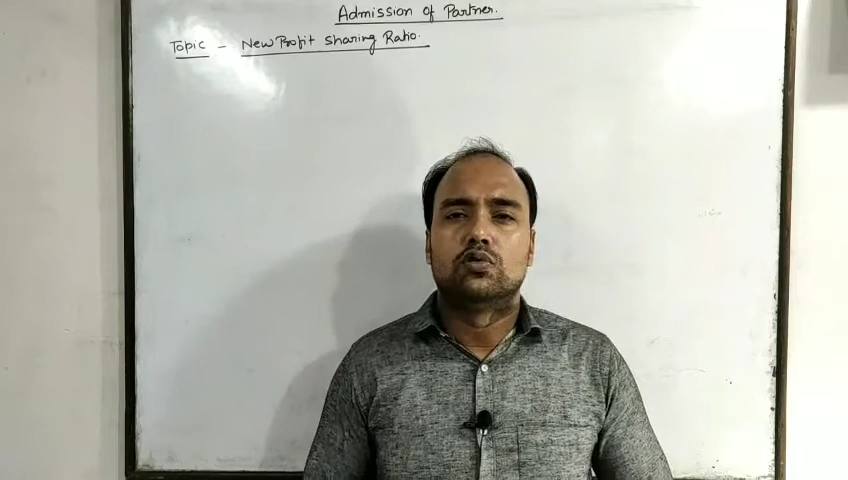 Admission of Partner.
Topic - New Profit Sharing Ratio.